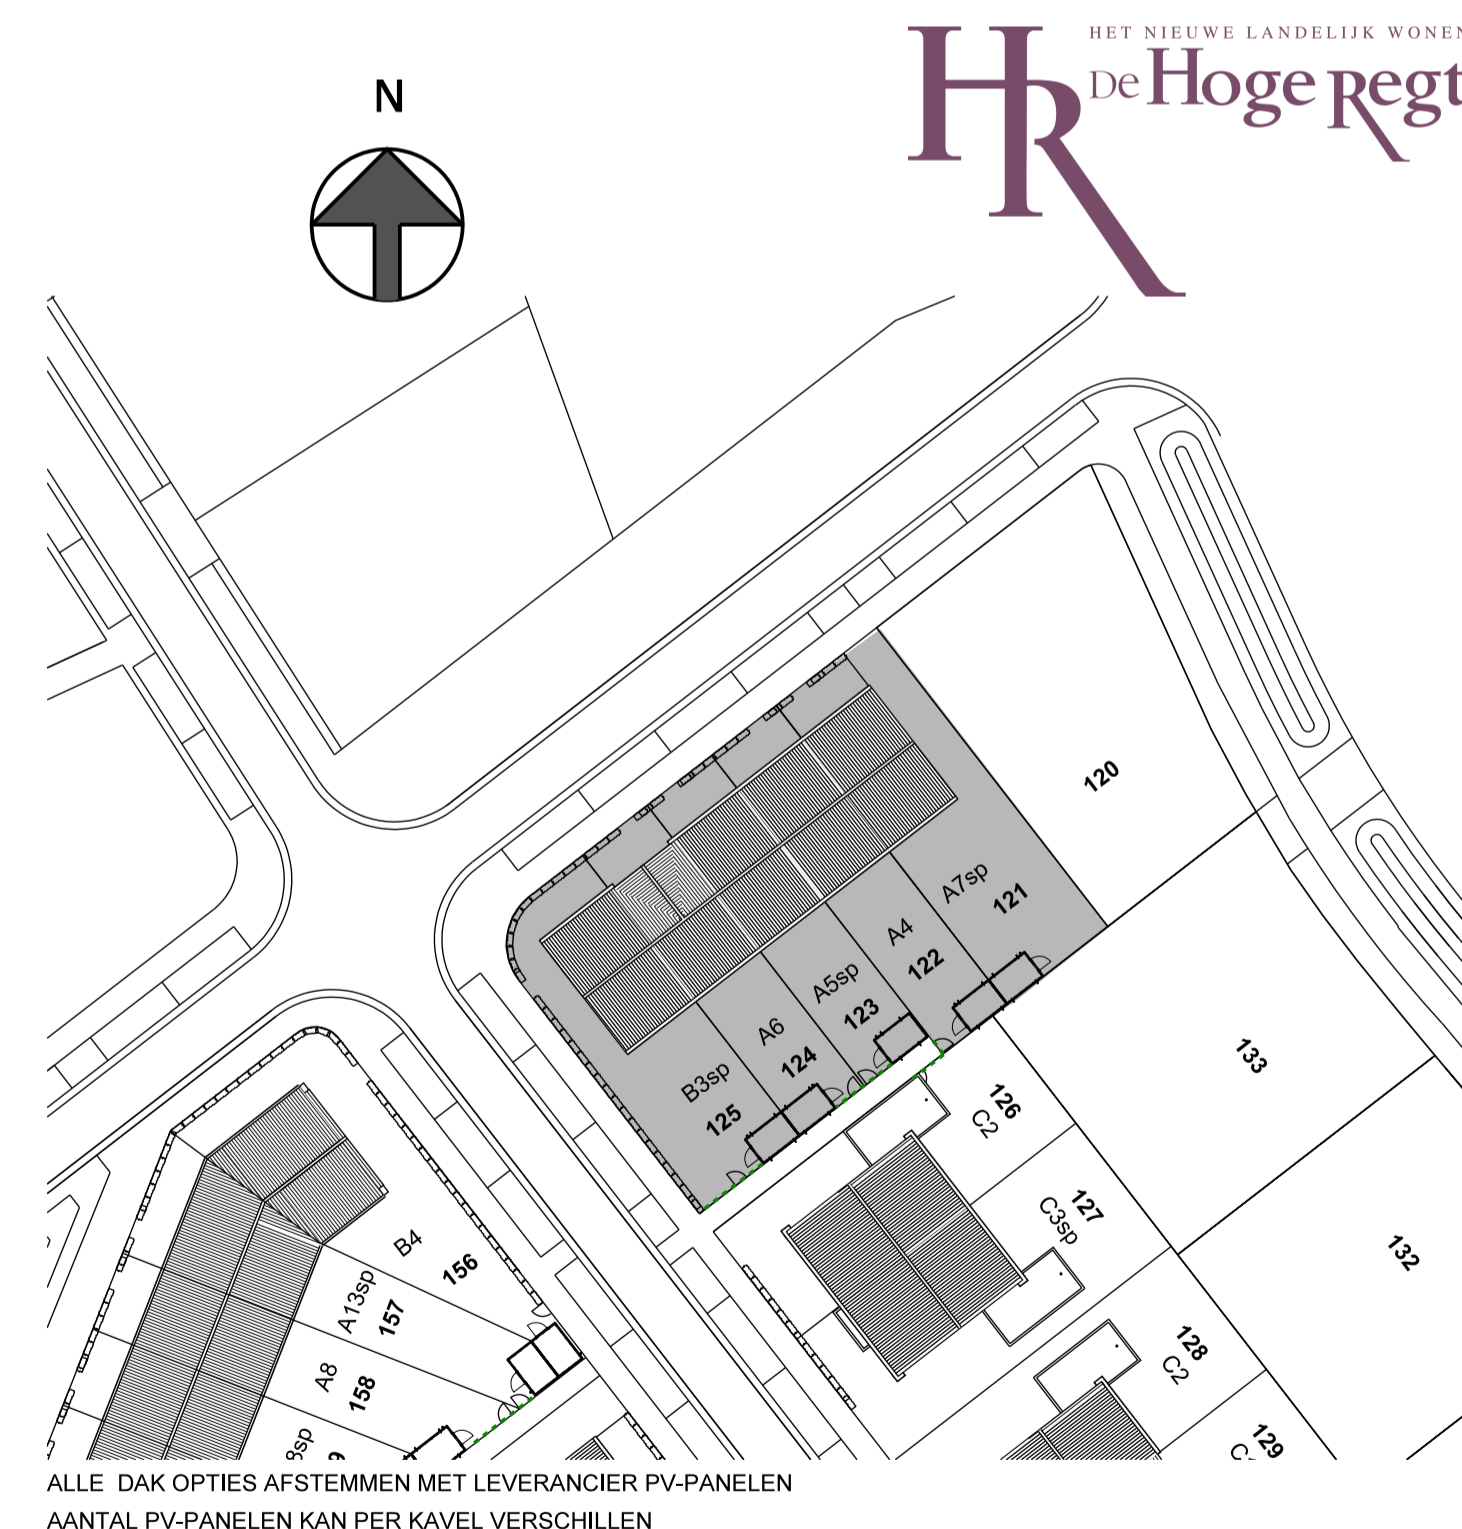 HET NIEUWE LANDELIJK WONEN
HR
De Hoge Regt
N
120
A7sp
121
A4
122
A5sp
123
A6
124
B3sp
125
133
126
C2
127
C3sp
132
B4
156
A13sp
157
A8
158
128
C2
129
8sp
ALLE DAK OPTIES AFSTEMMEN MET LEVERANCIER PV-PANELEN
AANTAL PV-PANELEN KAN PER KAVEL VERSCHILLEN